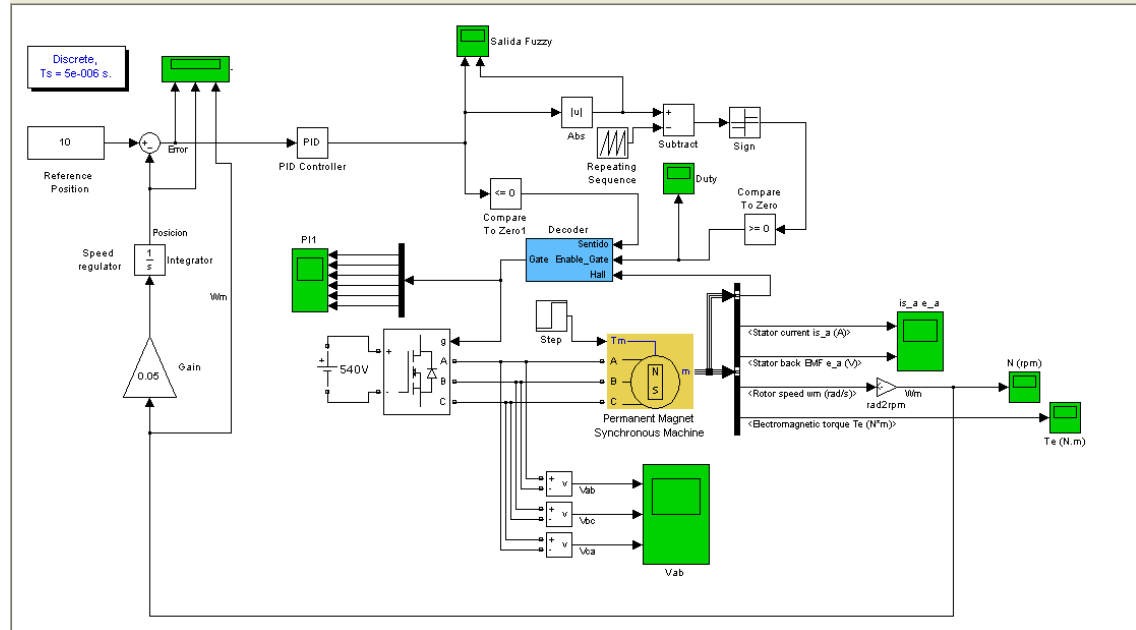 Discrete,
Ts = 5e-006 s.
Salida Fuzzy
10
Reference
Position
+
-
Error
PID
PID Controller
|u|
Abs
Repeating
Sequence
+
-
Subtract
Sign
Duty
<= 0
Compare
To Zero1
Compare
To Zero
>= 0
Posicion
Speed
regulator
1
s
Integrator
Wm
Gain
0.05
PI1
Decoder
Sentido
Gate
Enable_Gate
Hall
Step
540V
+
+
-
g
A
B
C
Tm
A
B
C
N
S
m
Permanent Magnet
Synchronous Machine
is_a e_a
<Stator current is_a (A)>
<Stator back EMF e_a (V)>
<Rotor speed wm (rad/s)>
rad2rpm
Wm
N (rpm)
<Electromagnetic torque Te (N*m)>
Te (N.m)
+
-
v
Vab
+
-
v
Vbc
+
-
v
Vca
Vab